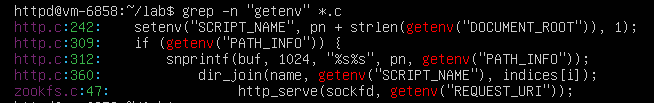 httpd@vm-6858:~/lab$ grep -n "getenv" *.c
http.c:242:    setenv("SCRIPT_NAME", pn + strlen(getenv("DOCUMENT_ROOT")), 1);
http.c:309:    if (getenv("PATH_INFO")) {
http.c:312:        snprintf(buf, 1024, "%s%s", pn, getenv("PATH_INFO"));
http.c:360:            dir_join(name, getenv("SCRIPT_NAME"), indices[i]);
zookfs.c:47:                http_serve(sockfd, getenv("REQUEST_URI"));